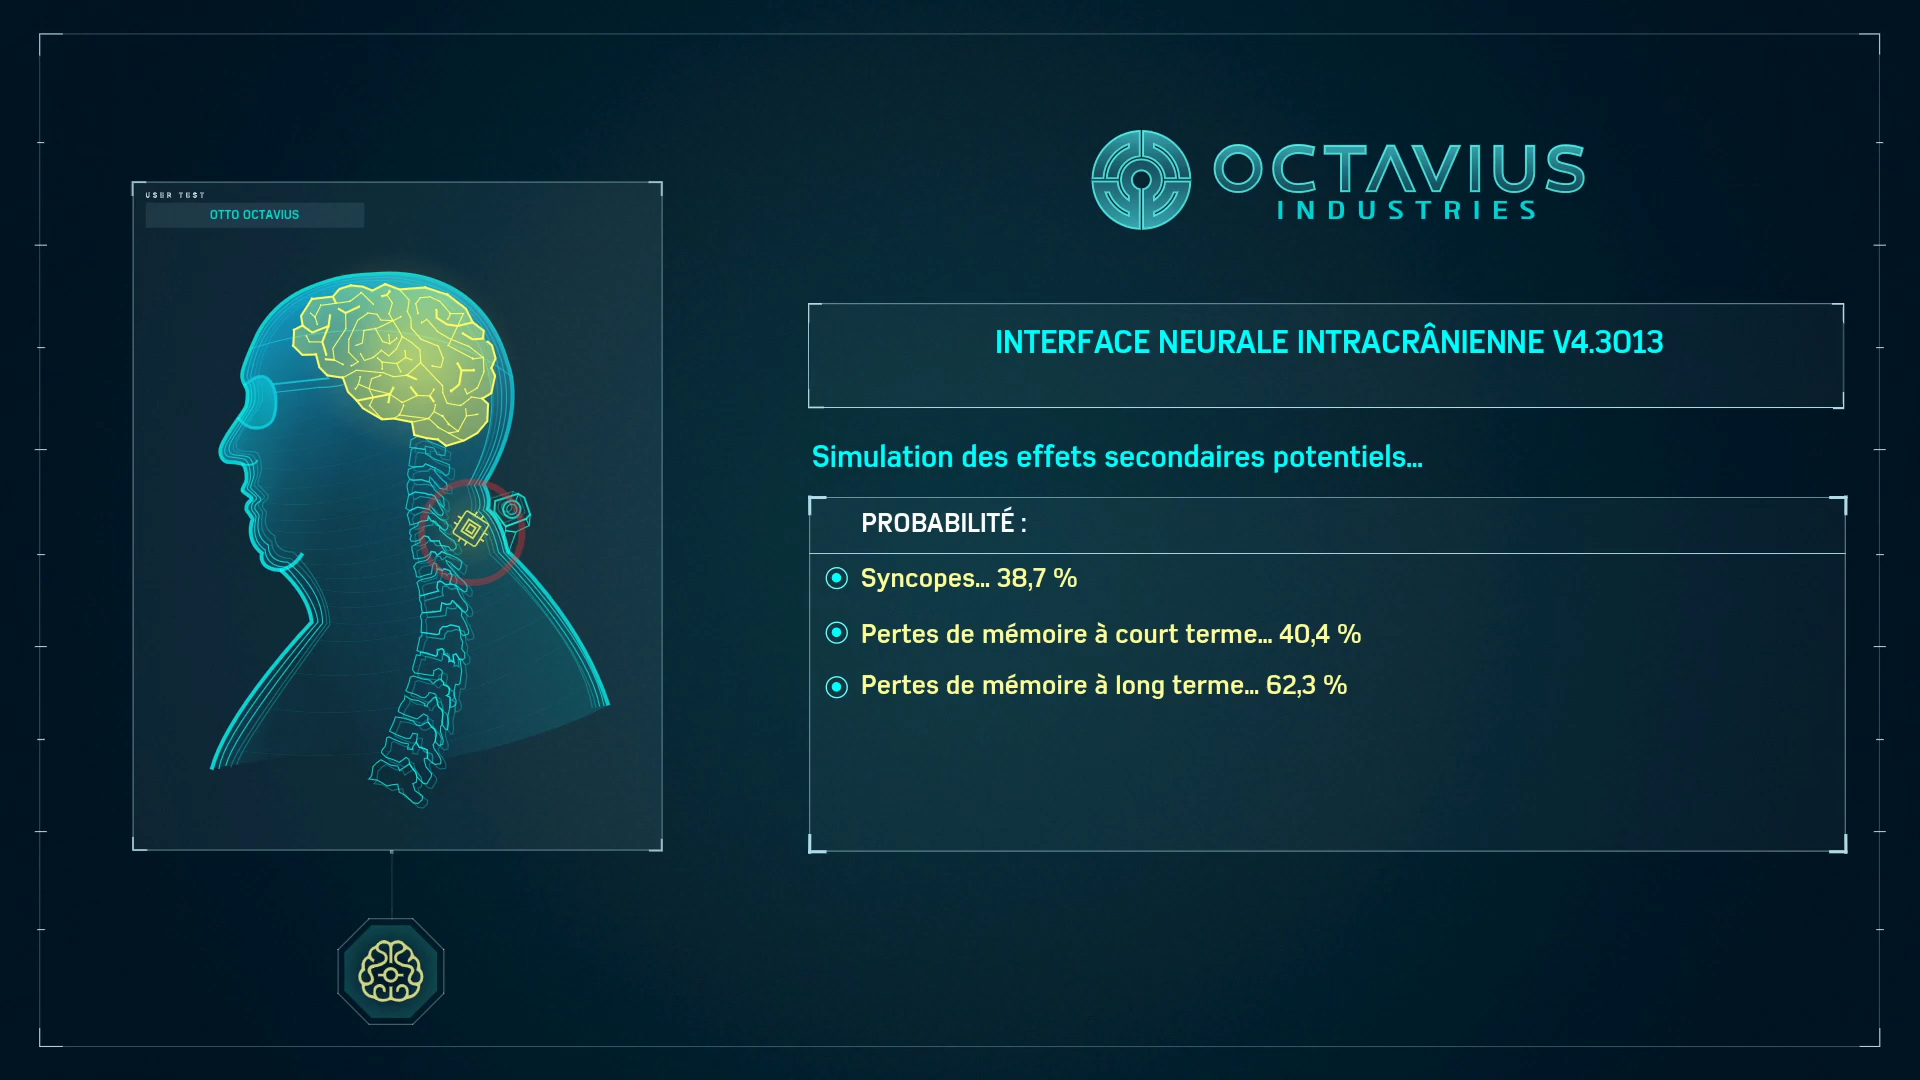 USER TEST
OTTO OCTAVIUS
OCTAVIUS
INDUSTRIES
INTERFACE NEURALE INTRACRÂNIENNE V4.3013
Simulation des effets secondaires potentiels...
PROBABILITÉ :
Syncopes... 38,7 %
Pertes de mémoire à court terme... 40,4 %
Pertes de mémoire à long terme... 62,3 %